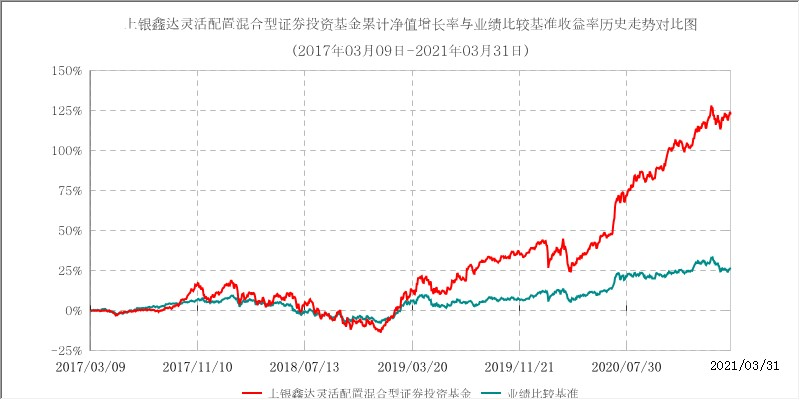 上银鑫达灵活配置混合型证券投资基金累计净值增长率与业绩比较基准收益率历史走势对比图
(2017年03月09日-2021年03月31日)
150%
125%
100%
75%
50%
25%
0%
-25%
2017/03/09 2017/11/10 2018/07/13 2019/03/20 2019/11/21 2020/07/30 2021/03/31
上银鑫达灵活配置混合型证券投资基金 业绩比较基准